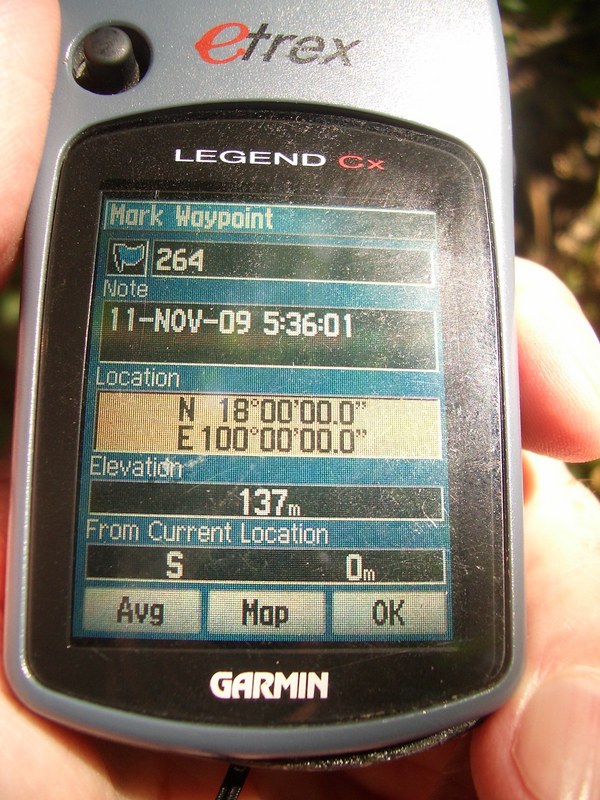 etrex
LEGEND Cx
Mark Waypoint
264
Note
11-NOV-09 5:36:01
Location
N 18°00'00.0"
E 100°00'00.0"
Elevation
137m
From Current Location
S 0m
Avg Map OK
GARMIN